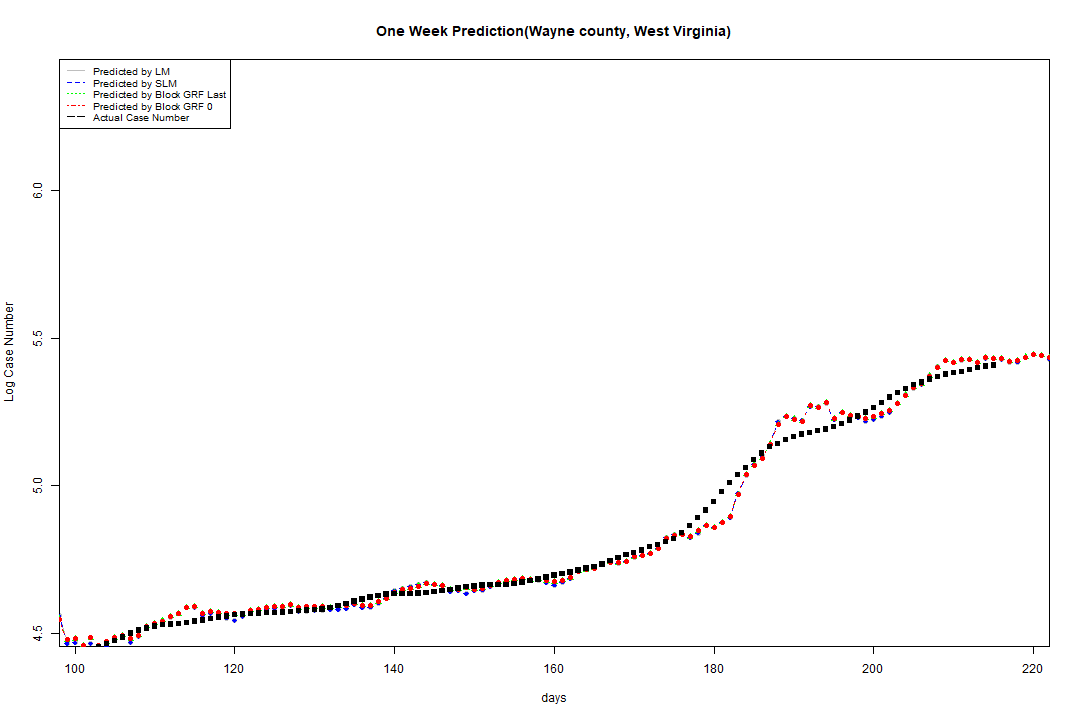 One Week Prediction(Wayne county, West Virginia)
Predicted by LM
Predicted by SLM
Predicted by Block GRF Last
Predicted by Block GRF 0
Actual Case Number
6.0
5.5
5.0
4.5
Log Case Number
100 120 140 160 180 200 220
days